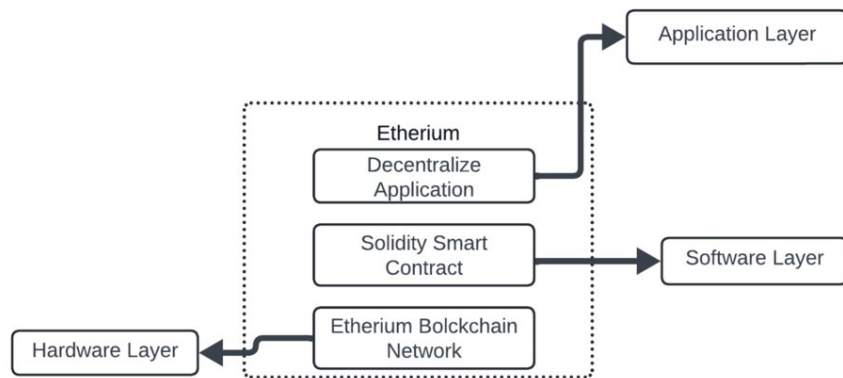 Application Layer
Etherium
Decentralize
Application
Solidity Smart
Contract
Software Layer
Etherium Bolckchain
Network
Hardware Layer